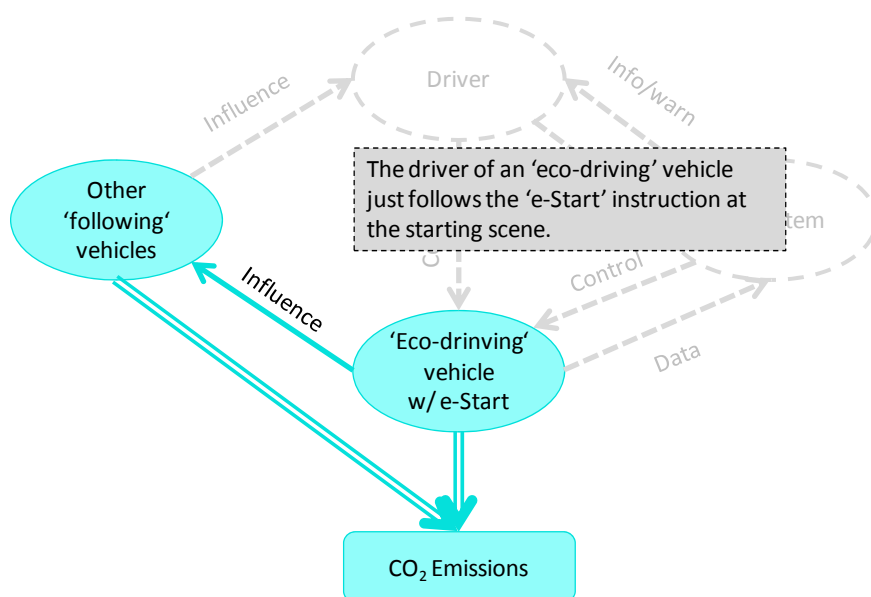 Driver
Influence
Info/warn
The driver of an ‘eco-driving’ vehicle
just follows the ‘e-Start’ instruction at
the starting scene.
Other
‘following‘
vehicles
Control
Influence
‘Eco-drinving‘
vehicle
w/ e-Start
Data
CO₂ Emissions